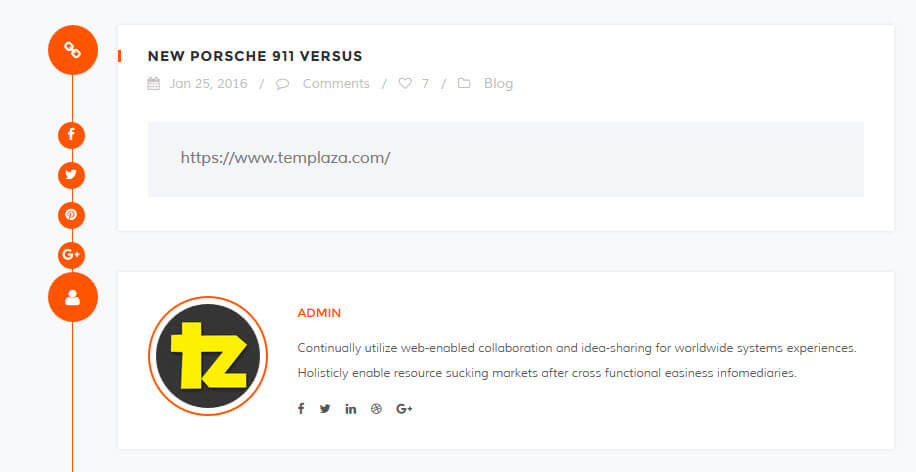 NEW PORSCHE 911 VERSUS
Jan 25, 2016 / Comments / 7 / Blog
https://www.templaza.com/
tz
ADMIN
Continually utilize web-enabled collaboration and idea-sharing for worldwide systems experiences.
Holisticly enable resource sucking markets after cross functional easiness infomediaries.